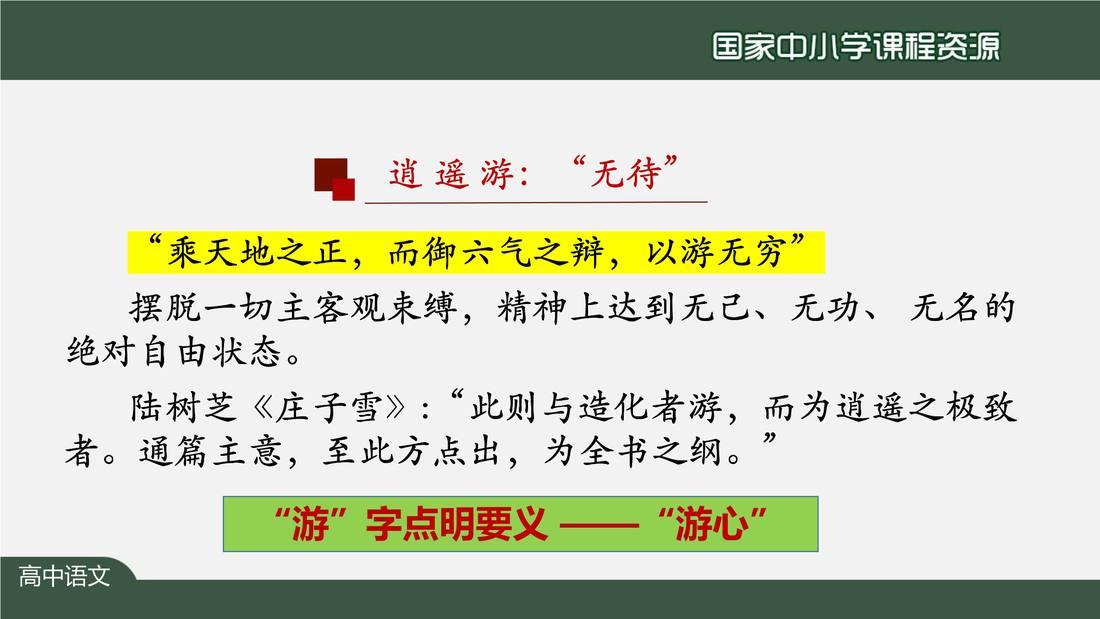 国家中小学课程资源
逍 遥 游：“无待”
“乘天地之正，而御六气之辩，以游无穷”
摆脱一切主客观束缚，精神上达到无己、无功、 无名的
绝对自由状态。
陆树芝《庄子雪》：“此则与造化者游，而为逍遥之极致
者。通篇主意，至此方点出，为全书之纲。”
“游”字点明要义 ——“游心”
高中语文